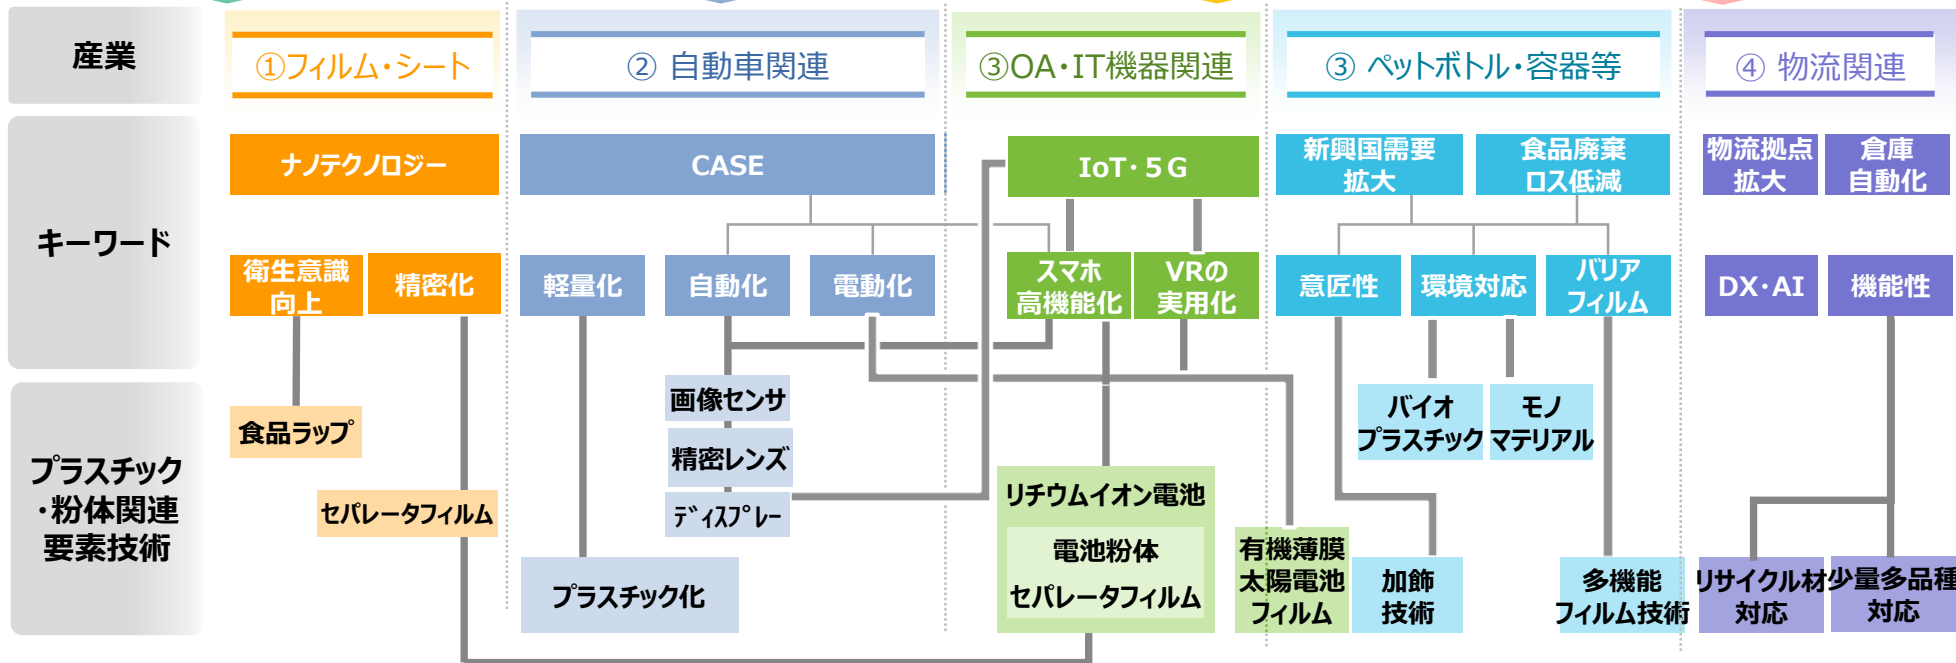 産業
①フィルム・シート
② 自動車関連
③OA・IT機器関連
③ ペットボトル・容器等
④ 物流関連
キーワード
ナノテクノロジー
CASE
IoT・５G
新興国需要
拡大
食品廃棄
ロス低減
物流拠点
拡大
倉庫
自動化
衛生意識
向上
精密化
軽量化
自動化
電動化
スマホ
高機能化
VRの
実用化
意匠性
環境対応
バリア
フィルム
DX・AI
機能性
プラスチック
・粉体関連
要素技術
食品ラップ
セパレータフィルム
画像センサ
精密レンズ
ディスプレー
プラスチック化
リチウムイオン電池
電池粉体
セパレータフィルム
有機薄膜
太陽電池
フィルム
バイオ
プラスチック
モノ
マテリアル
加飾
技術
多機能
フィルム技術
リサイクル材
対応
少量多品種
対応